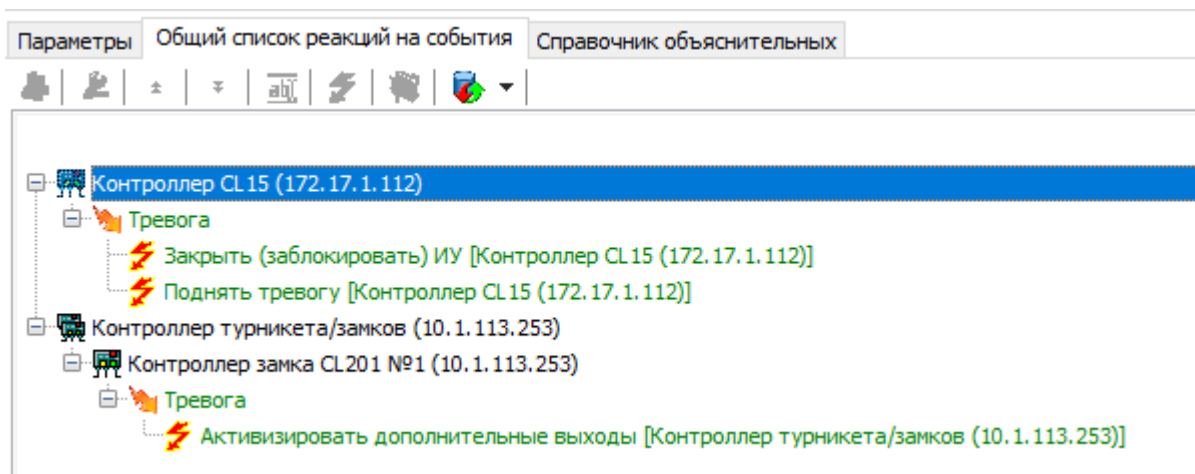 Параметры Общий список реакций на события Справочник объяснительных
ab
Контроллер CL15 (172.17.1.112)
Тревога
Закрыть (заблокировать) ИУ [Контроллер CL15 (172.17.1.112)]
Поднять тревогу [Контроллер CL15 (172.17.1.112)]
Контроллер турникета/замков (10.1.113.253)
Контроллер замка CL201 №1 (10.1.113.253)
Тревога
Активизировать дополнительные выходы [Контроллер турникета/замков (10.1.113.253)]